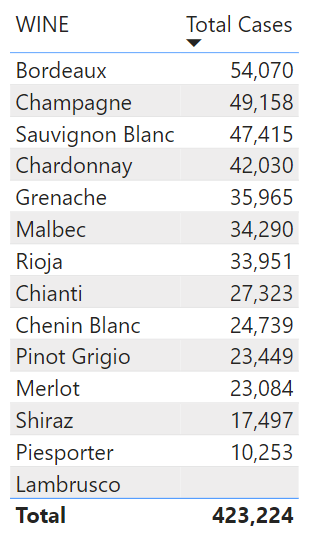 WINE Total Cases
Bordeaux 54,070
Champagne 49,158
Sauvignon Blanc 47,415
Chardonnay 42,030
Grenache 35,965
Malbec 34,290
Rioja 33,951
Chianti 27,323
Chenin Blanc 24,739
Pinot Grigio 23,449
Merlot 23,084
Shiraz 17,497
Piesporter 10,253
Lambrusco
Total 423,224